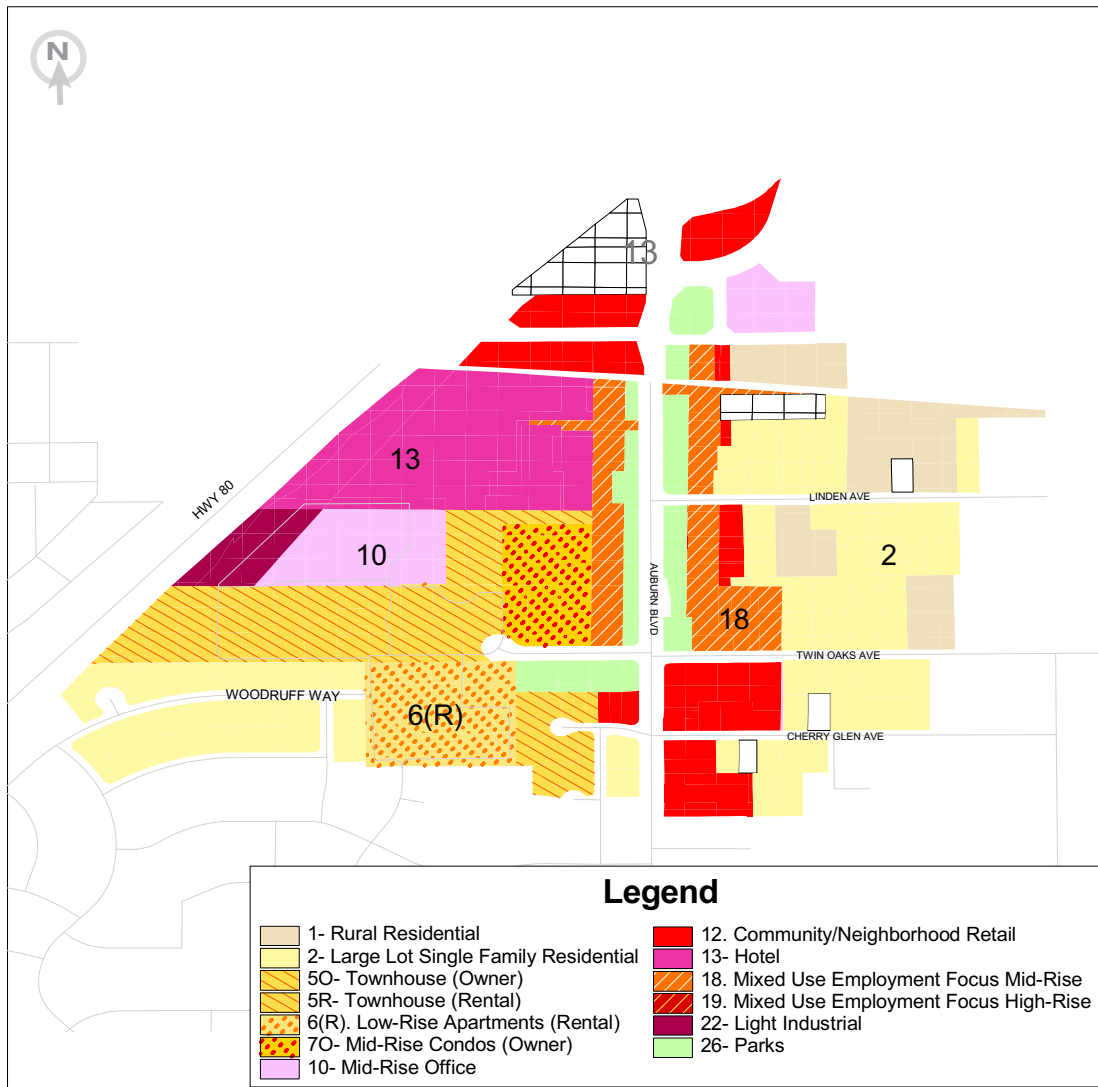 N
13
13
HWY 80
LINDEN AVE
10
2
AUBURN BLVD
18
TWIN OAKS AVE
WOODRUFF WAY
6(R)
CHERRY GLEN AVE
Legend
1- Rural Residential
2- Large Lot Single Family Residential
5O- Townhouse (Owner)
5R- Townhouse (Rental)
6(R). Low-Rise Apartments (Rental)
7O- Mid-Rise Condos (Owner)
10- Mid-Rise Office
12. Community/Neighborhood Retail
13- Hotel
18. Mixed Use Employment Focus Mid-Rise
19. Mixed Use Employment Focus High-Rise
22- Light Industrial
26- Parks